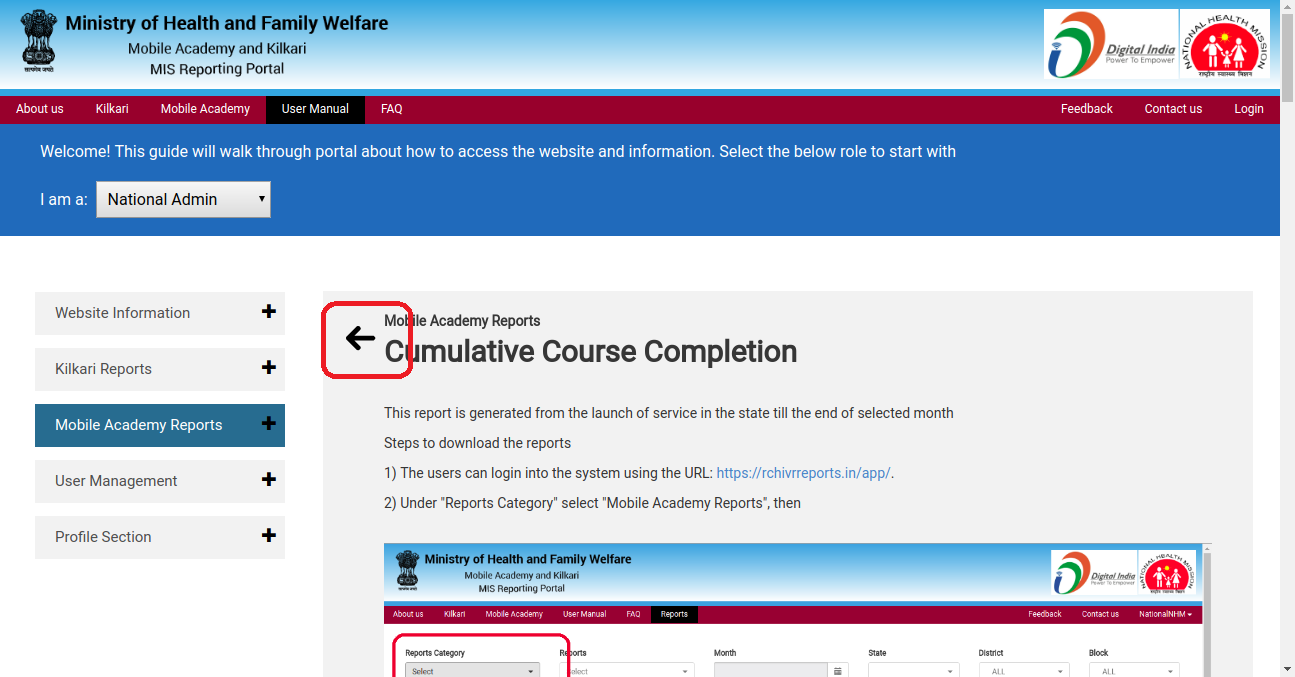 Ministry of Health and Family Welfare
Mobile Academy and Kilkari
MIS Reporting Portal
सत्यमेव जयते
Digital India
Power To Empower
NATIONAL HEALTH MISSION
राष्ट्रीय स्वास्थ्य मिशन
About us Kilkari Mobile Academy User Manual FAQ Feedback Contact us Login
Welcome! This guide will walk through portal about how to access the website and information. Select the below role to start with
I am a: National Admin
Website Information
Kilkari Reports
Mobile Academy Reports
User Management
Profile Section
Mobile Academy Reports
Cumulative Course Completion
This report is generated from the launch of service in the state till the end of selected month
Steps to download the reports
1) The users can login into the system using the URL: https://rchivrreports.in/app/.
2) Under "Reports Category" select "Mobile Academy Reports", then
Ministry of Health and Family Welfare
Mobile Academy and Kilkari
MIS Reporting Portal
Digital India
Power To Empower
NATIONAL HEALTH MISSION
About us Kilkari Mobile Academy User Manual FAQ Reports Feedback Contact us NationalNHM
Reports Category Reports Month State District Block
Select Select ALL ALL